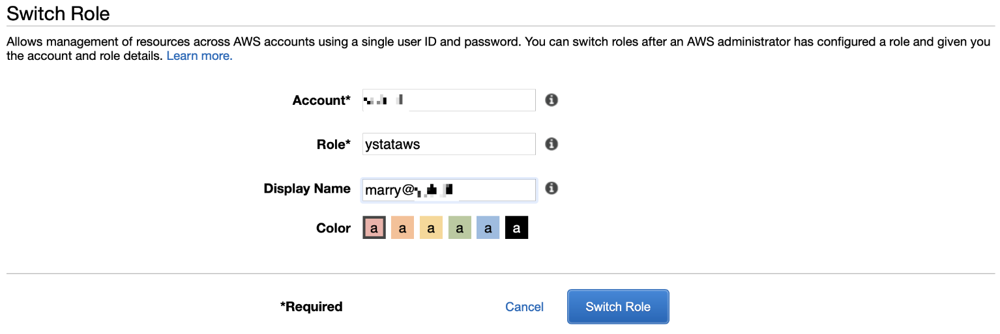 Switch Role
Allows management of resources across AWS accounts using a single user ID and password. You can switch roles after an AWS administrator has configured a role and given you
the account and role details. Learn more.
Account*
Role* ystataws
Display Name marry@
Color a a a a a a
*Required Cancel Switch Role